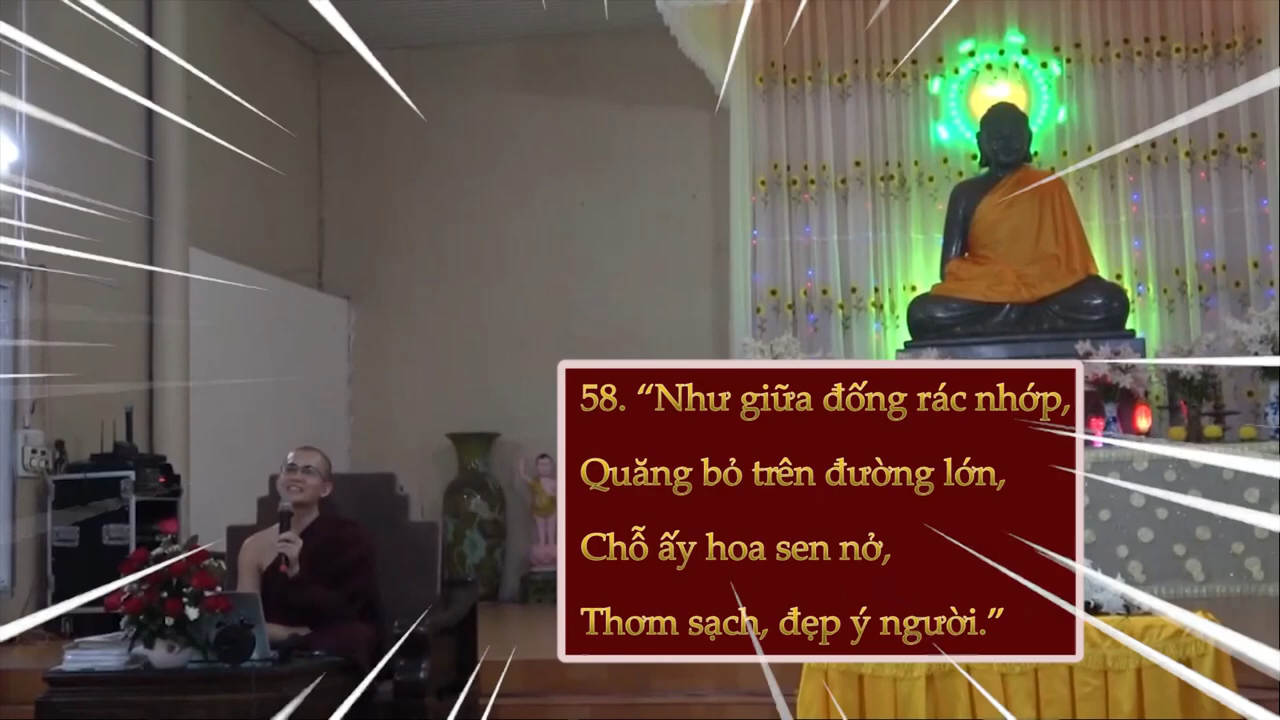 58. “Như giữa đống rác nhớp,
Quăng bỏ trên đường lớn,
Chỗ ấy hoa sen nở,
Thơm sạch, đẹp ý người.”